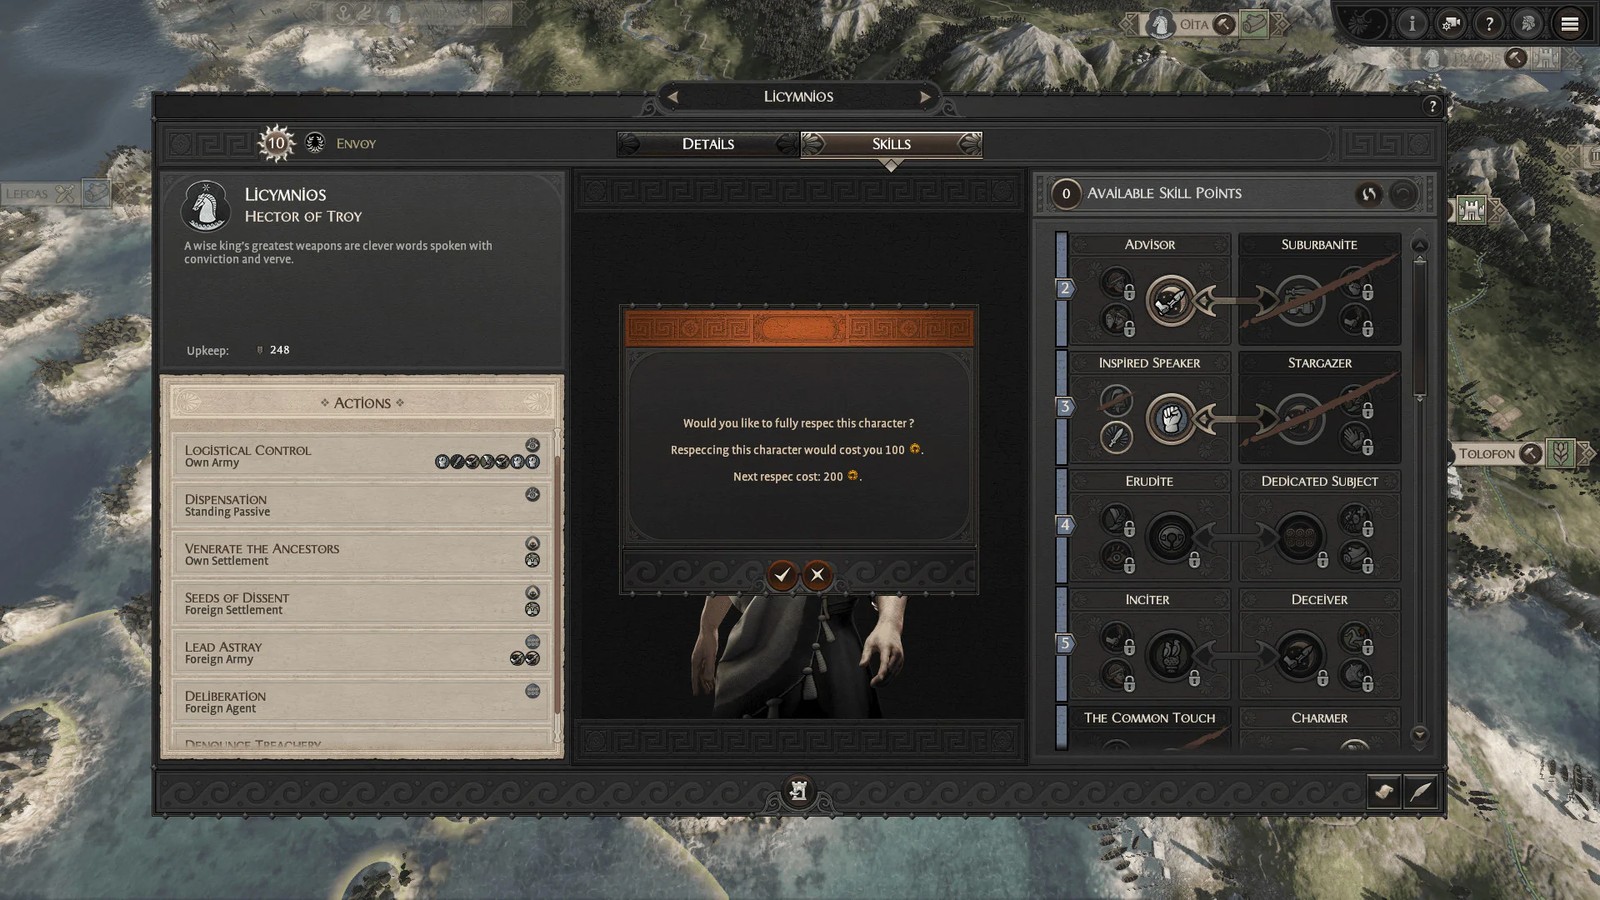 OITA
LICYMNIOS
?
?
10
ENVOY
DETAILS
SKILLS
LEFCAS
LICYMNIOS
HECTOR OF TROY
A wise king's greatest weapons are clever words spoken with
conviction and verve.
Upkeep: 248
ACTIONS
LOGISTICAL CONTROL
Own Army
DISPENSATION
Standing Passive
VENERATE THE ANCESTORS
Own Settlement
SEEDS OF DISSENT
Foreign Settlement
LEAD ASTRAY
Foreign Army
DELIBERATION
Foreign Agent
DENOUNCE TREACHERY
Would you like to fully respec this character ?
Respeccing this character would cost you 100 .
Next respec cost: 200 .
0 AVAILABLE SKILL POINTS
2
ADVISOR
SUBURBANITE
3
INSPIRED SPEAKER
STARGAZER
4
ERUDITE
DEDICATED SUBJECT
5
INCITER
DECEIVER
THE COMMON TOUCH
CHARMER
TOLOFON